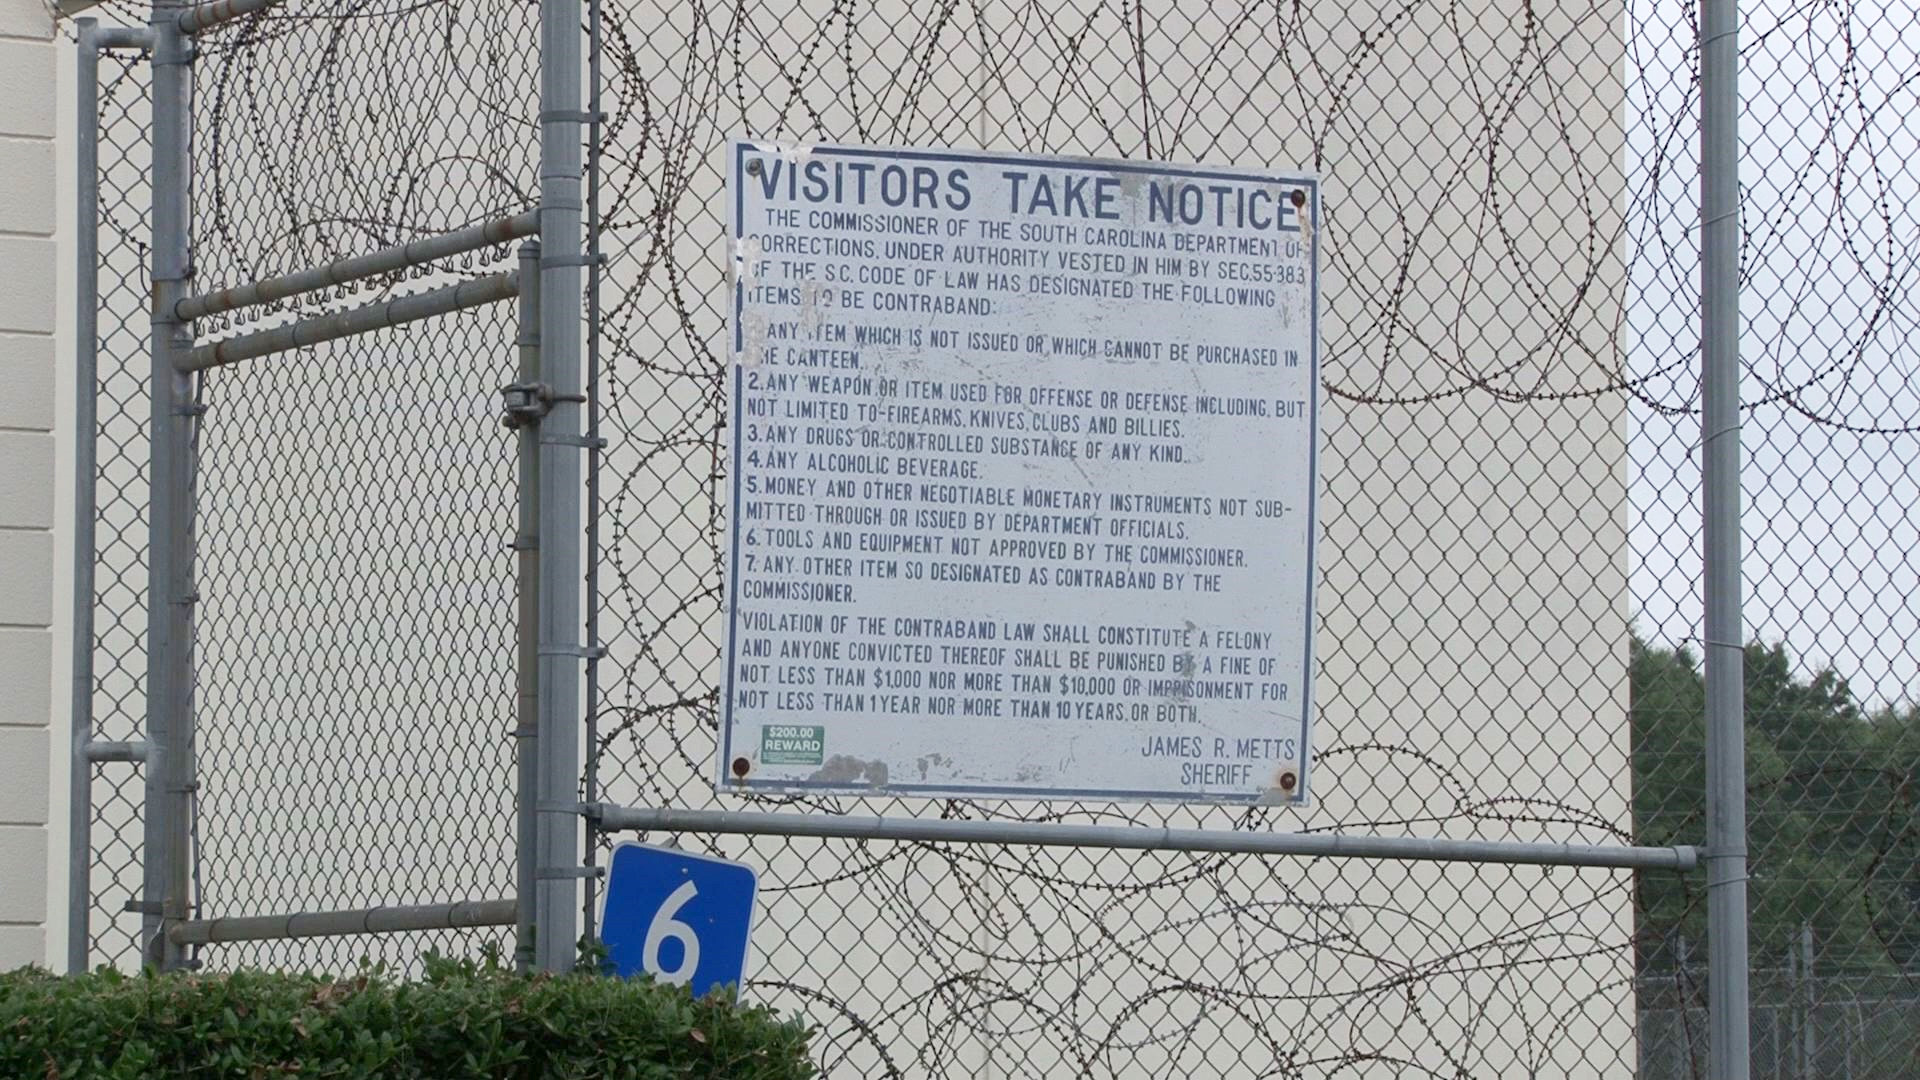 VISITORS TAKE NOTICE
THE COMMISSIONER OF THE SOUTH CAROLINA DEPARTMENT OF
CORRECTIONS, UNDER AUTHORITY VESTED IN HIM BY SEC.55-383
OF THE S.C. CODE OF LAW HAS DESIGNATED THE FOLLOWING
ITEMS TO BE CONTRABAND:
ANY ITEM WHICH IS NOT ISSUED OR WHICH CANNOT BE PURCHASED IN
THE CANTEEN.
2. ANY WEAPON OR ITEM USED FOR OFFENSE OR DEFENSE INCLUDING, BUT
NOT LIMITED TO-FIREARMS, KNIVES, CLUBS AND BILLIES.
3. ANY DRUGS OR CONTROLLED SUBSTANCE OF ANY KIND.
4. ANY ALCOHOLIC BEVERAGE.
5. MONEY AND OTHER NEGOTIABLE MONETARY INSTRUMENTS NOT SUB-
MITTED THROUGH OR ISSUED BY DEPARTMENT OFFICIALS.
6. TOOLS AND EQUIPMENT NOT APPROVED BY THE COMMISSIONER.
7. ANY OTHER ITEM SO DESIGNATED AS CONTRABAND BY THE
COMMISSIONER.
VIOLATION OF THE CONTRABAND LAW SHALL CONSTITUTE A FELONY
AND ANYONE CONVICTED THEREOF SHALL BE PUNISHED BY A FINE OF
NOT LESS THAN $1,000 NOR MORE THAN $10,000 OR IMPRISONMENT FOR
NOT LESS THAN 1 YEAR NOR MORE THAN 10 YEARS, OR BOTH.
$200.00
REWARD
JAMES R. METTS
SHERIFF
6